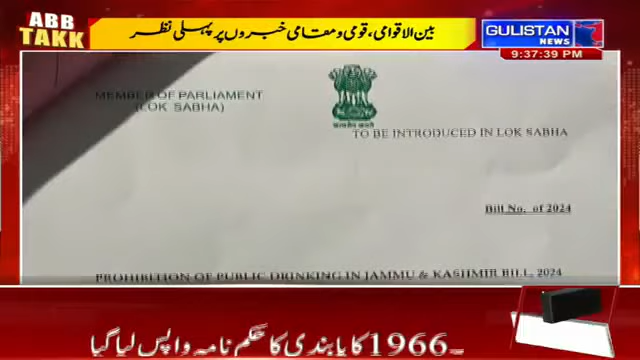 ABB
TAKK
بین الاقوامی، قومی و مقامی خبروں پر پہلی نظر
GULISTAN
NEWS
9:37:39 PM
MEMBER OF PARLIAMENT
(LOK SABHA)
TO BE INTRODUCED IN LOK SABHA
Bill No. of 2024
PROHIBITION OF PUBLIC DRINKING IN JAMMU & KASHMIR BILL, 2024
۔1966 کا پابندی کا حکم نامہ واپس لیا گیا